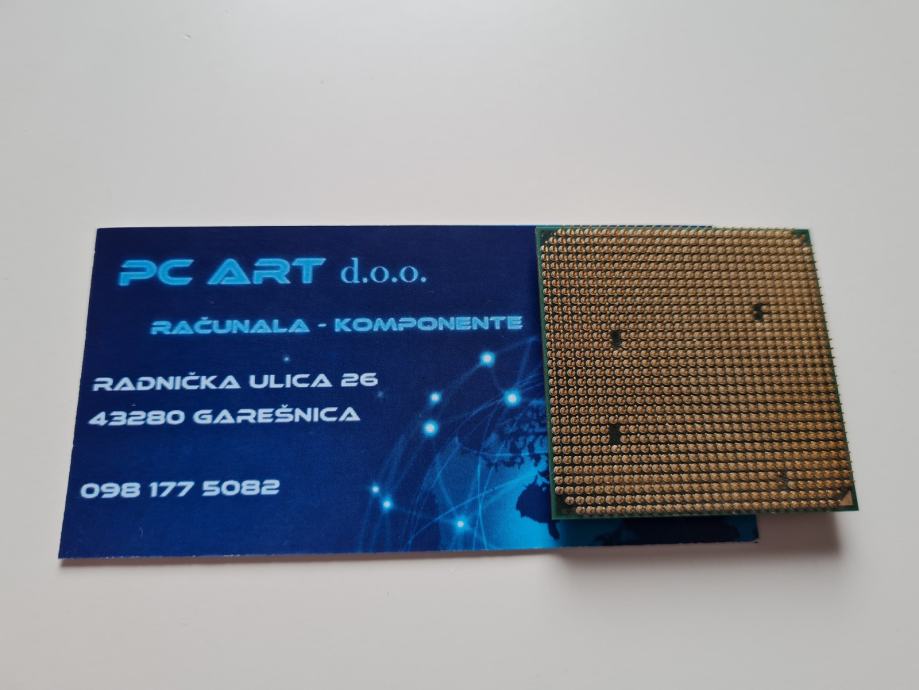 PC ART d.o.o.
RAČUNALA - KOMPONENTE
RADNIČKA ULICA 26
43280 GAREŠNICA
098 177 5082